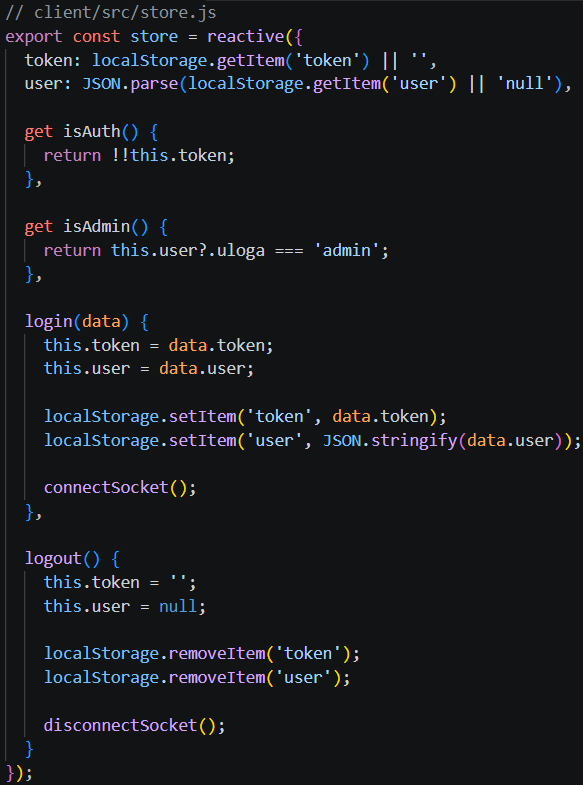 // client/src/store.js
export const store = reactive({
  token: localStorage.getItem('token') || '',
  user: JSON.parse(localStorage.getItem('user') || 'null'),

  get isAuth() {
    return !!this.token;
  },

  get isAdmin() {
    return this.user?.uloga === 'admin';
  },

  login(data) {
    this.token = data.token;
    this.user = data.user;

    localStorage.setItem('token', data.token);
    localStorage.setItem('user', JSON.stringify(data.user));

    connectSocket();
  },

  logout() {
    this.token = '';
    this.user = null;

    localStorage.removeItem('token');
    localStorage.removeItem('user');

    disconnectSocket();
  }
});